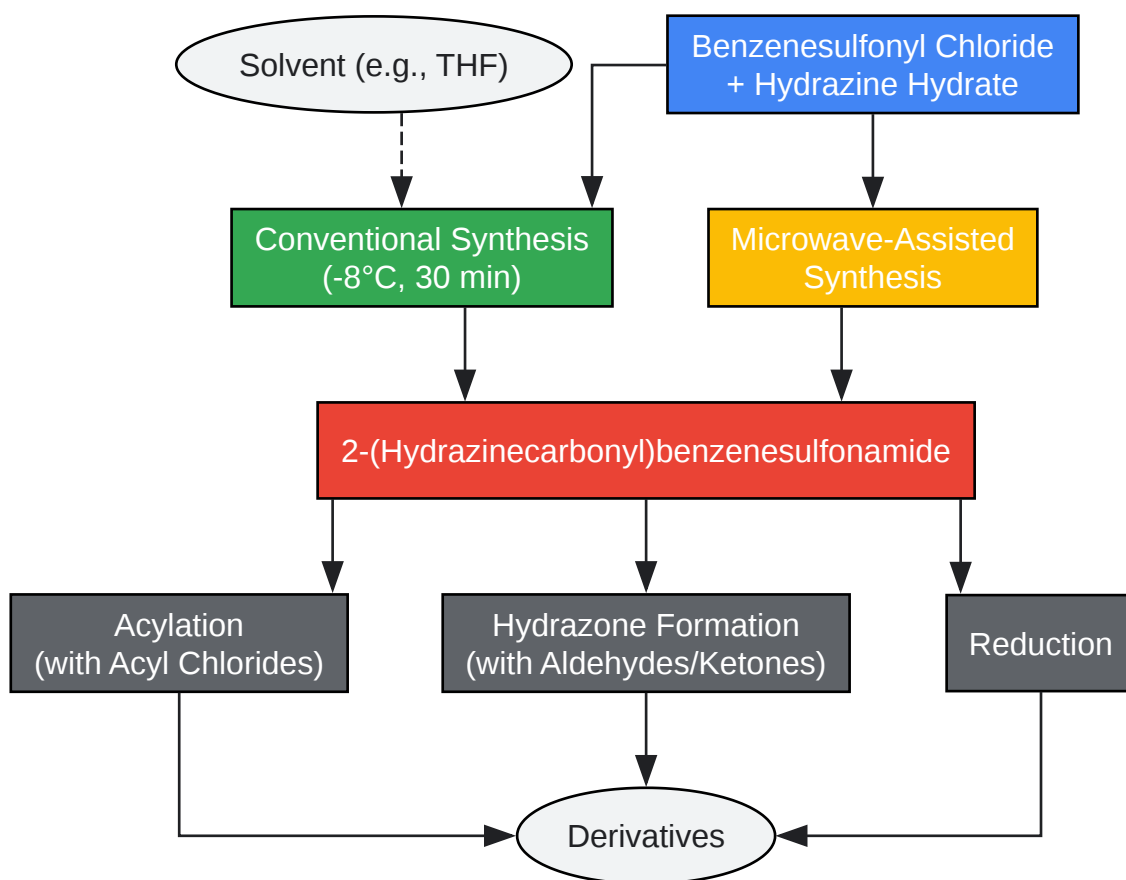 Solvent (e.g., THF)
Benzenesulfonyl Chloride
+ Hydrazine Hydrate
Conventional Synthesis
(-8°C, 30 min)
Microwave-Assisted
Synthesis
2-(Hydrazinecarbonyl)benzenesulfonamide
Acylation
(with Acyl Chlorides)
Hydrazone Formation
(with Aldehydes/Ketones)
Reduction
Derivatives